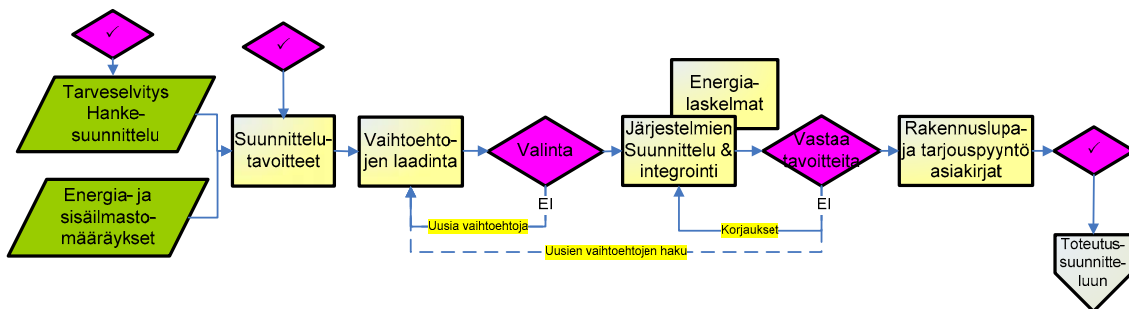 ✓
✓
Tarveselvitys
Hanke-
suunnittelu
Energia- ja
sisäilmasto-
määräykset
Suunnittelu-
tavoitteet
Vaihtoehto-
jen laadinta
Valinta
EI
Uusia vaihtoehtoja
Energia-
laskelmat
Järjestelmien
Suunnittelu &
integrointi
Vastaa
tavoitteita
EI
Korjaukset
Uusien vaihtoehtojen haku
Rakennuslupa-
ja tarjouspyyntö
asiakirjat
✓
Toteutus-
suunnitte-
luun